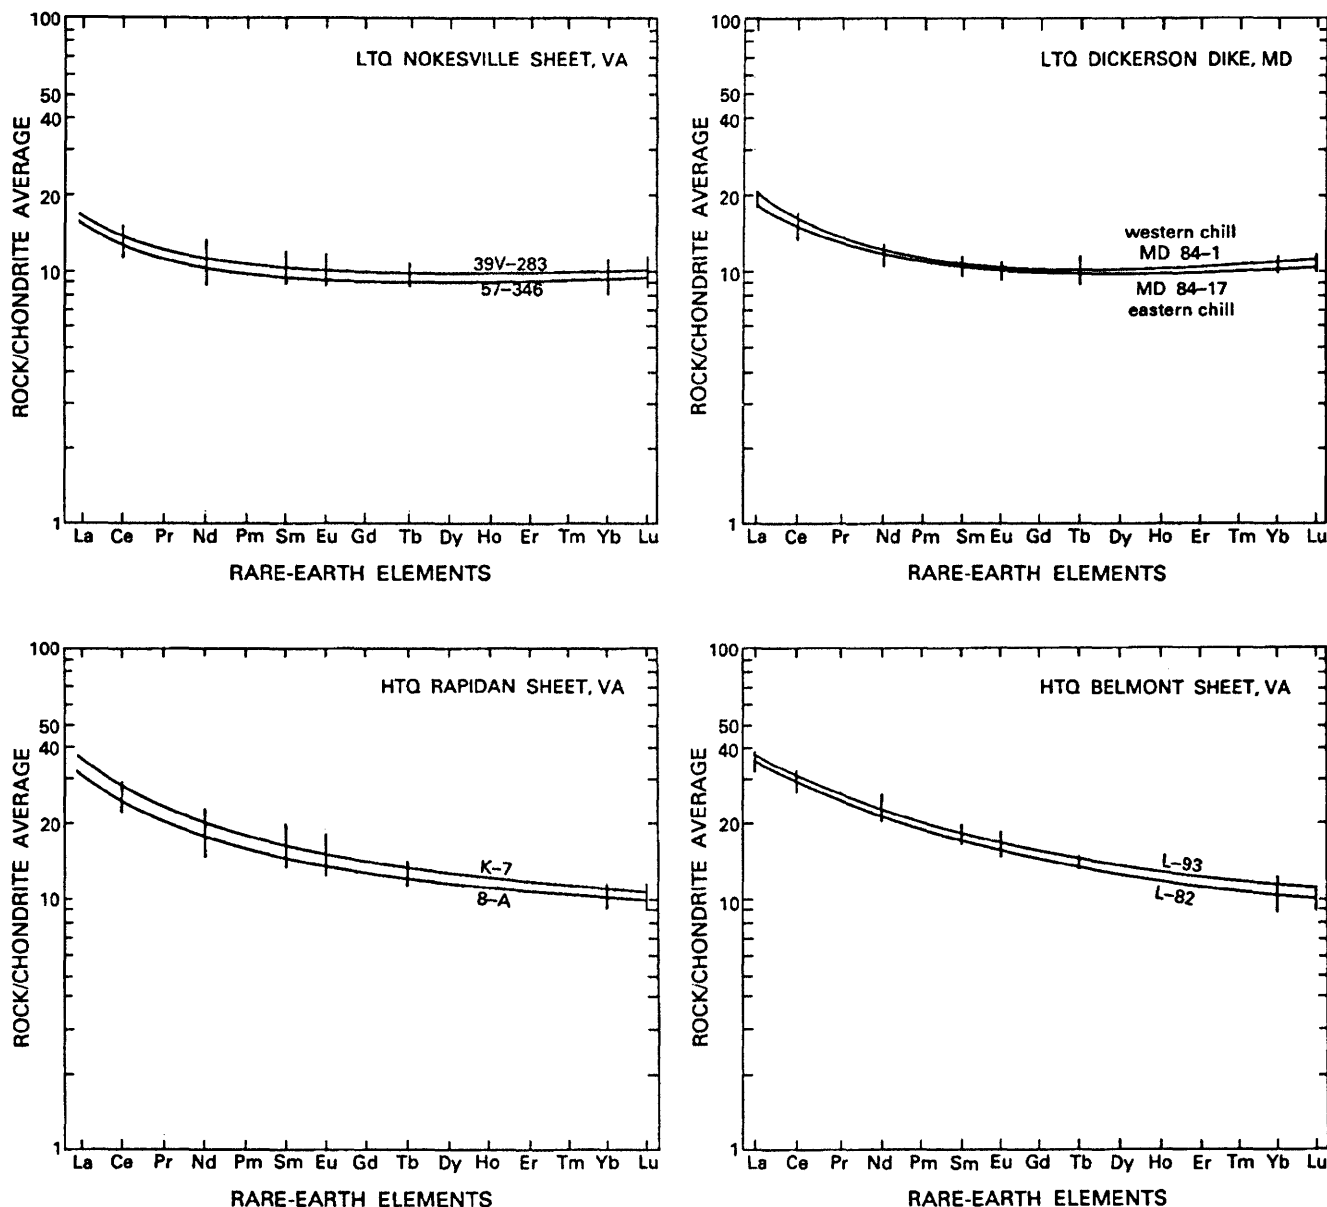 LTQ NOKESVILLE SHEET, VA
ROCK/CHONDRITE AVERAGE
100
50
40
20
10
1
39V-283
57-346
La Ce Pr Nd Pm Sm Eu Gd Tb Dy Ho Er Tm Yb Lu
RARE-EARTH ELEMENTS
LTQ DICKERSON DIKE, MD
ROCK/CHONDRITE AVERAGE
100
50
40
20
10
1
western chill
MD 84-1
MD 84-17
eastern chill
La Ce Pr Nd Pm Sm Eu Gd Tb Dy Ho Er Tm Yb Lu
RARE-EARTH ELEMENTS
HTQ RAPIDAN SHEET, VA
ROCK/CHONDRITE AVERAGE
100
50
40
20
10
1
K-7
8-A
La Ce Pr Nd Pm Sm Eu Gd Tb Dy Ho Er Tm Yb Lu
RARE-EARTH ELEMENTS
HTQ BELMONT SHEET, VA
ROCK/CHONDRITE AVERAGE
100
50
40
20
10
1
L-93
L-82
La Ce Pr Nd Pm Sm Eu Gd Tb Dy Ho Er Tm Yb Lu
RARE-EARTH ELEMENTS